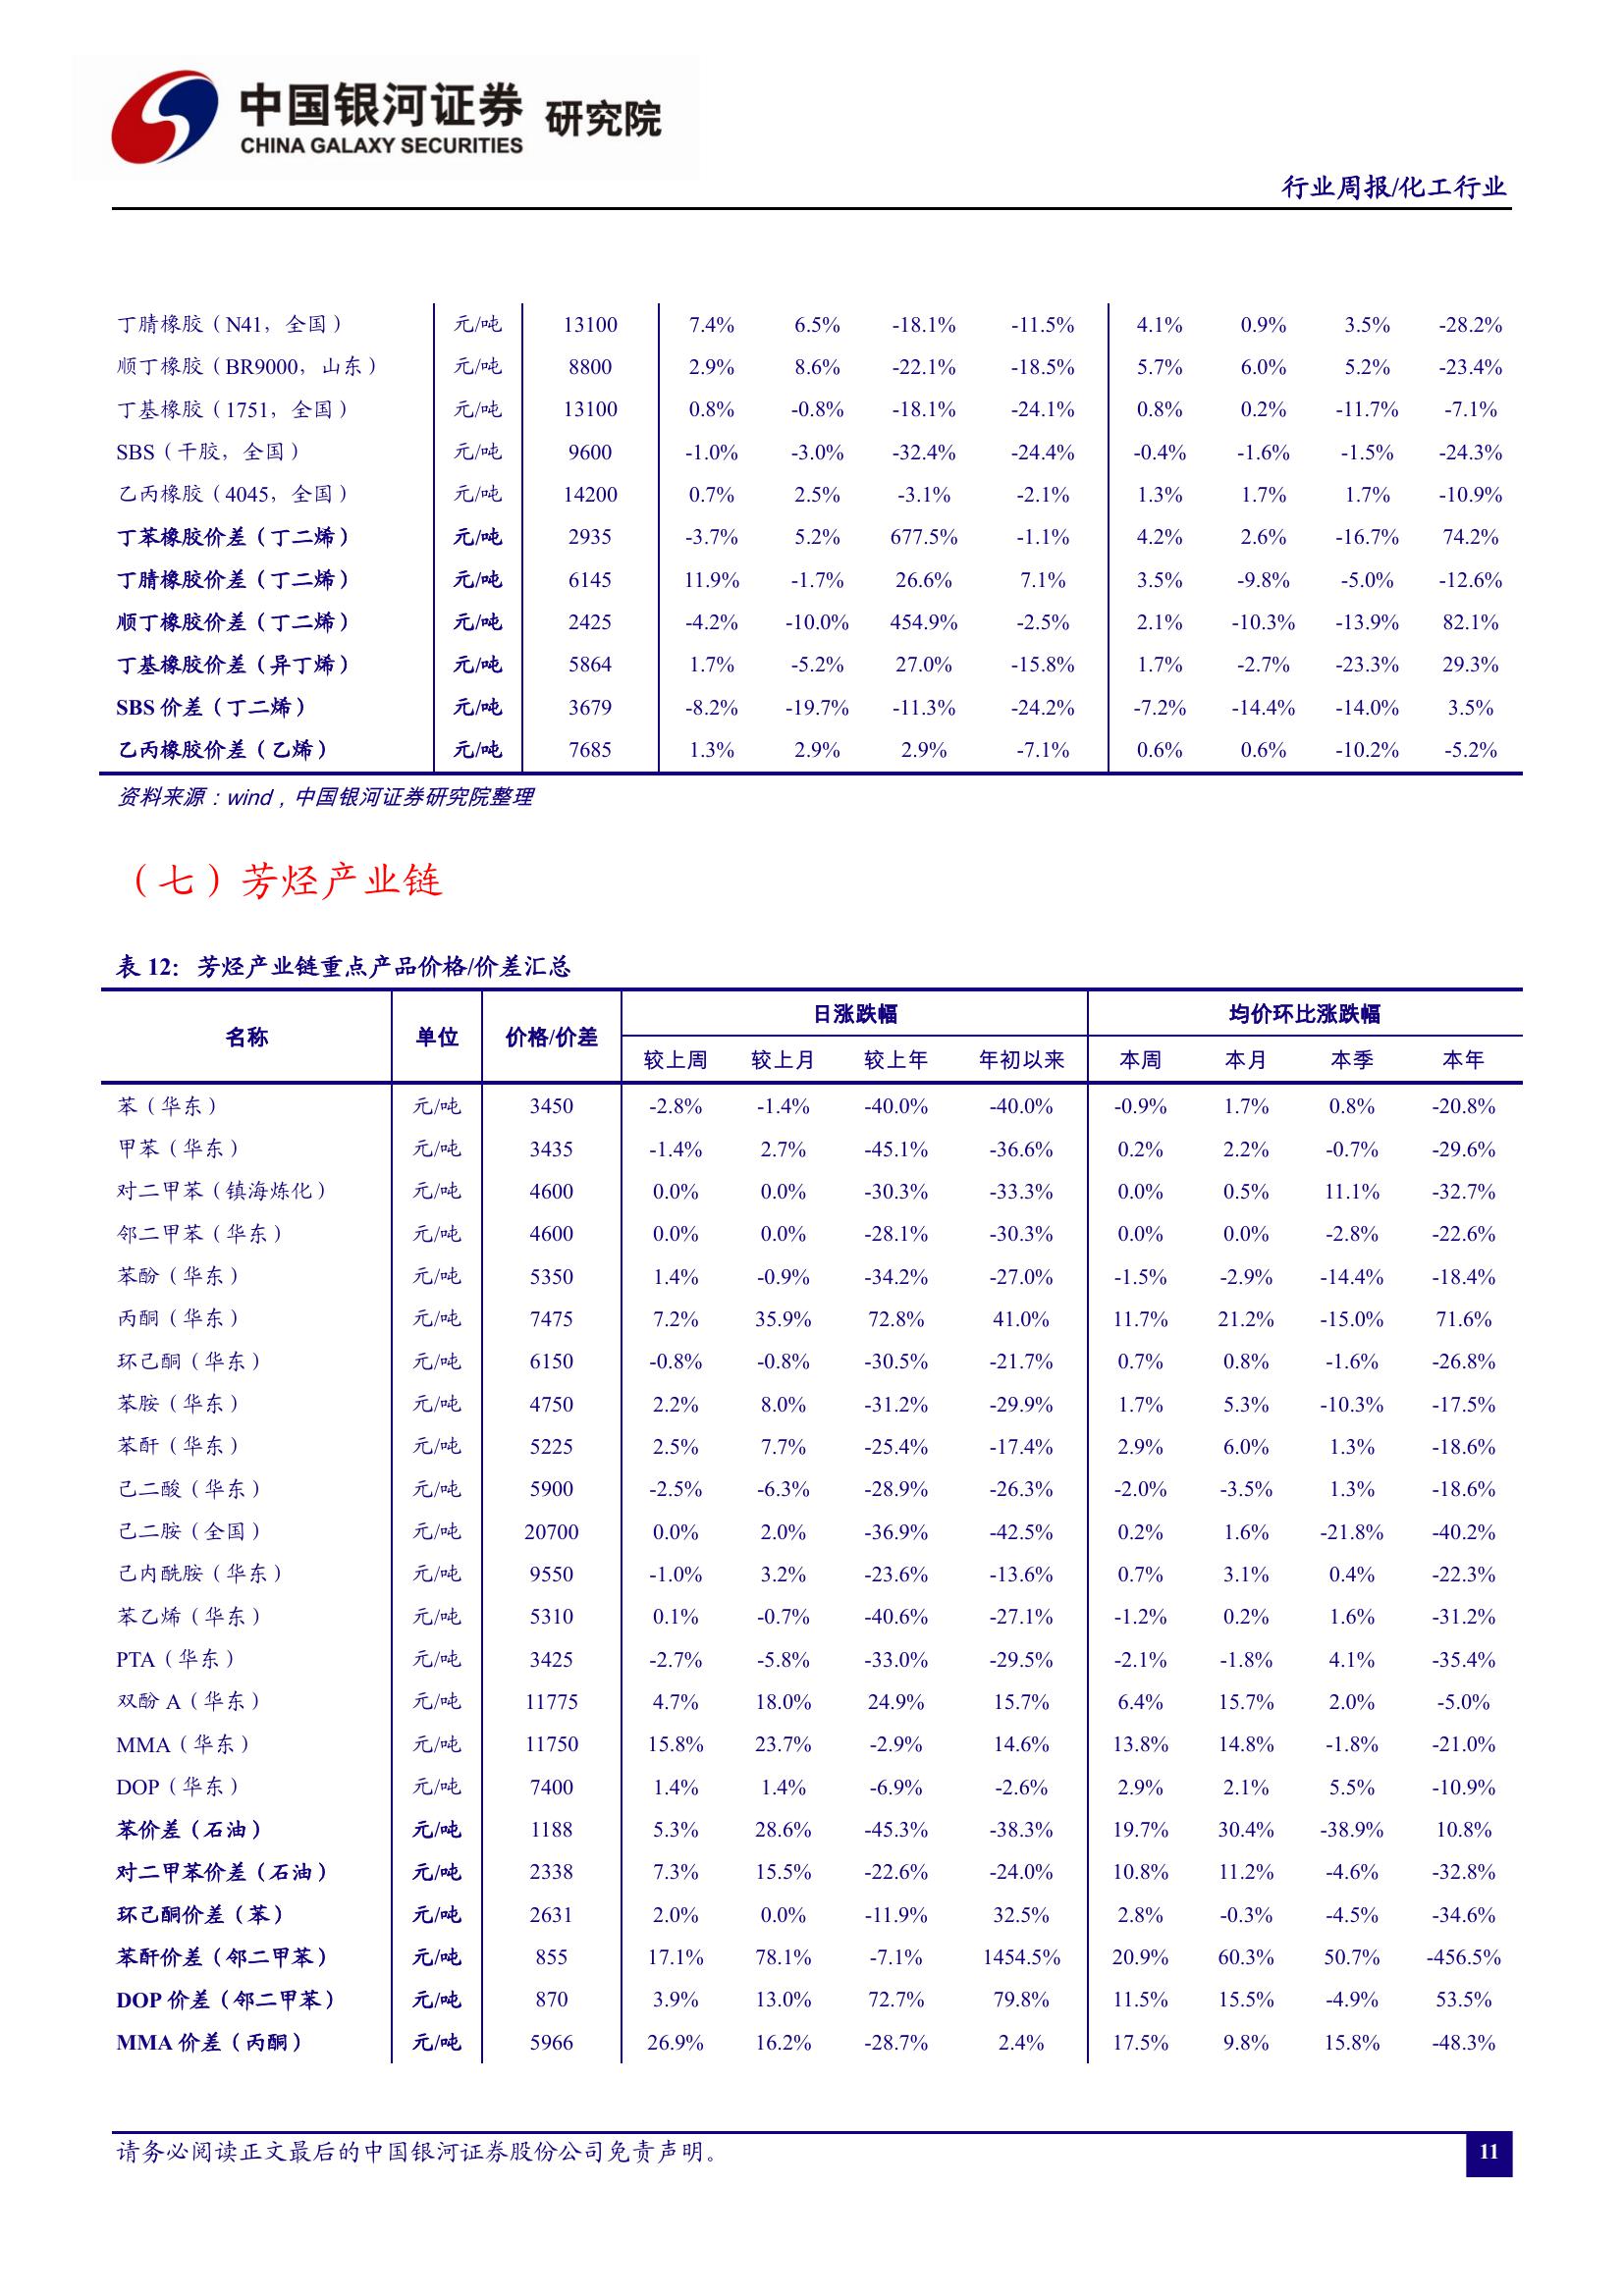 中国银河证券 研究院
CHINA GALAXY SECURITIES
行业周报/化工行业
丁腈橡胶（N41，全国） 元/吨 13100 7.4% 6.5% -18.1% -11.5% 4.1% 0.9% 3.5% -28.2%
顺丁橡胶（BR9000，山东） 元/吨 8800 2.9% 8.6% -22.1% -18.5% 5.7% 6.0% 5.2% -23.4%
丁基橡胶（1751，全国） 元/吨 13100 0.8% -0.8% -18.1% -24.1% 0.8% 0.2% -11.7% -7.1%
SBS（干胶，全国） 元/吨 9600 -1.0% -3.0% -32.4% -24.4% -0.4% -1.6% -1.5% -24.3%
乙丙橡胶（4045，全国） 元/吨 14200 0.7% 2.5% -3.1% -2.1% 1.3% 1.7% 1.7% -10.9%
丁苯橡胶价差（丁二烯） 元/吨 2935 -3.7% 5.2% 677.5% -1.1% 4.2% 2.6% -16.7% 74.2%
丁腈橡胶价差（丁二烯） 元/吨 6145 11.9% -1.7% 26.6% 7.1% 3.5% -9.8% -5.0% -12.6%
顺丁橡胶价差（丁二烯） 元/吨 2425 -4.2% -10.0% 454.9% -2.5% 2.1% -10.3% -13.9% 82.1%
丁基橡胶价差（异丁烯） 元/吨 5864 1.7% -5.2% 27.0% -15.8% 1.7% -2.7% -23.3% 29.3%
SBS 价差（丁二烯） 元/吨 3679 -8.2% -19.7% -11.3% -24.2% -7.2% -14.4% -14.0% 3.5%
乙丙橡胶价差（乙烯） 元/吨 7685 1.3% 2.9% 2.9% -7.1% 0.6% 0.6% -10.2% -5.2%
资料来源：wind，中国银河证券研究院整理
（七）芳烃产业链
表 12：芳烃产业链重点产品价格/价差汇总
名称 单位 价格/价差 日涨跌幅 均价环比涨跌幅
较上周 较上月 较上年 年初以来 本周 本月 本季 本年
苯（华东） 元/吨 3450 -2.8% -1.4% -40.0% -40.0% -0.9% 1.7% 0.8% -20.8%
甲苯（华东） 元/吨 3435 -1.4% 2.7% -45.1% -36.6% 0.2% 2.2% -0.7% -29.6%
对二甲苯（镇海炼化） 元/吨 4600 0.0% 0.0% -30.3% -33.3% 0.0% 0.5% 11.1% -32.7%
邻二甲苯（华东） 元/吨 4600 0.0% 0.0% -28.1% -30.3% 0.0% 0.0% -2.8% -22.6%
苯酚（华东） 元/吨 5350 1.4% -0.9% -34.2% -27.0% -1.5% -2.9% -14.4% -18.4%
丙酮（华东） 元/吨 7475 7.2% 35.9% 72.8% 41.0% 11.7% 21.2% -15.0% 71.6%
环己酮（华东） 元/吨 6150 -0.8% -0.8% -30.5% -21.7% 0.7% 0.8% -1.6% -26.8%
苯胺（华东） 元/吨 4750 2.2% 8.0% -31.2% -29.9% 1.7% 5.3% -10.3% -17.5%
苯酐（华东） 元/吨 5225 2.5% 7.7% -25.4% -17.4% 2.9% 6.0% 1.3% -18.6%
己二酸（华东） 元/吨 5900 -2.5% -6.3% -28.9% -26.3% -2.0% -3.5% 1.3% -18.6%
己二胺（全国） 元/吨 20700 0.0% 2.0% -36.9% -42.5% 0.2% 1.6% -21.8% -40.2%
己内酰胺（华东） 元/吨 9550 -1.0% 3.2% -23.6% -13.6% 0.7% 3.1% 0.4% -22.3%
苯乙烯（华东） 元/吨 5310 0.1% -0.7% -40.6% -27.1% -1.2% 0.2% 1.6% -31.2%
PTA（华东） 元/吨 3425 -2.7% -5.8% -33.0% -29.5% -2.1% -1.8% 4.1% -35.4%
双酚 A（华东） 元/吨 11775 4.7% 18.0% 24.9% 15.7% 6.4% 15.7% 2.0% -5.0%
MMA（华东） 元/吨 11750 15.8% 23.7% -2.9% 14.6% 13.8% 14.8% -1.8% -21.0%
DOP（华东） 元/吨 7400 1.4% 1.4% -6.9% -2.6% 2.9% 2.1% 5.5% -10.9%
苯价差（石油） 元/吨 1188 5.3% 28.6% -45.3% -38.3% 19.7% 30.4% -38.9% 10.8%
对二甲苯价差（石油） 元/吨 2338 7.3% 15.5% -22.6% -24.0% 10.8% 11.2% -4.6% -32.8%
环己酮价差（苯） 元/吨 2631 2.0% 0.0% -11.9% 32.5% 2.8% -0.3% -4.5% -34.6%
苯酐价差（邻二甲苯） 元/吨 855 17.1% 78.1% -7.1% 1454.5% 20.9% 60.3% 50.7% -456.5%
DOP 价差（邻二甲苯） 元/吨 870 3.9% 13.0% 72.7% 79.8% 11.5% 15.5% -4.9% 53.5%
MMA 价差（丙酮） 元/吨 5966 26.9% 16.2% -28.7% 2.4% 17.5% 9.8% 15.8% -48.3%
请务必阅读正文最后的中国银河证券股份公司免责声明。 11